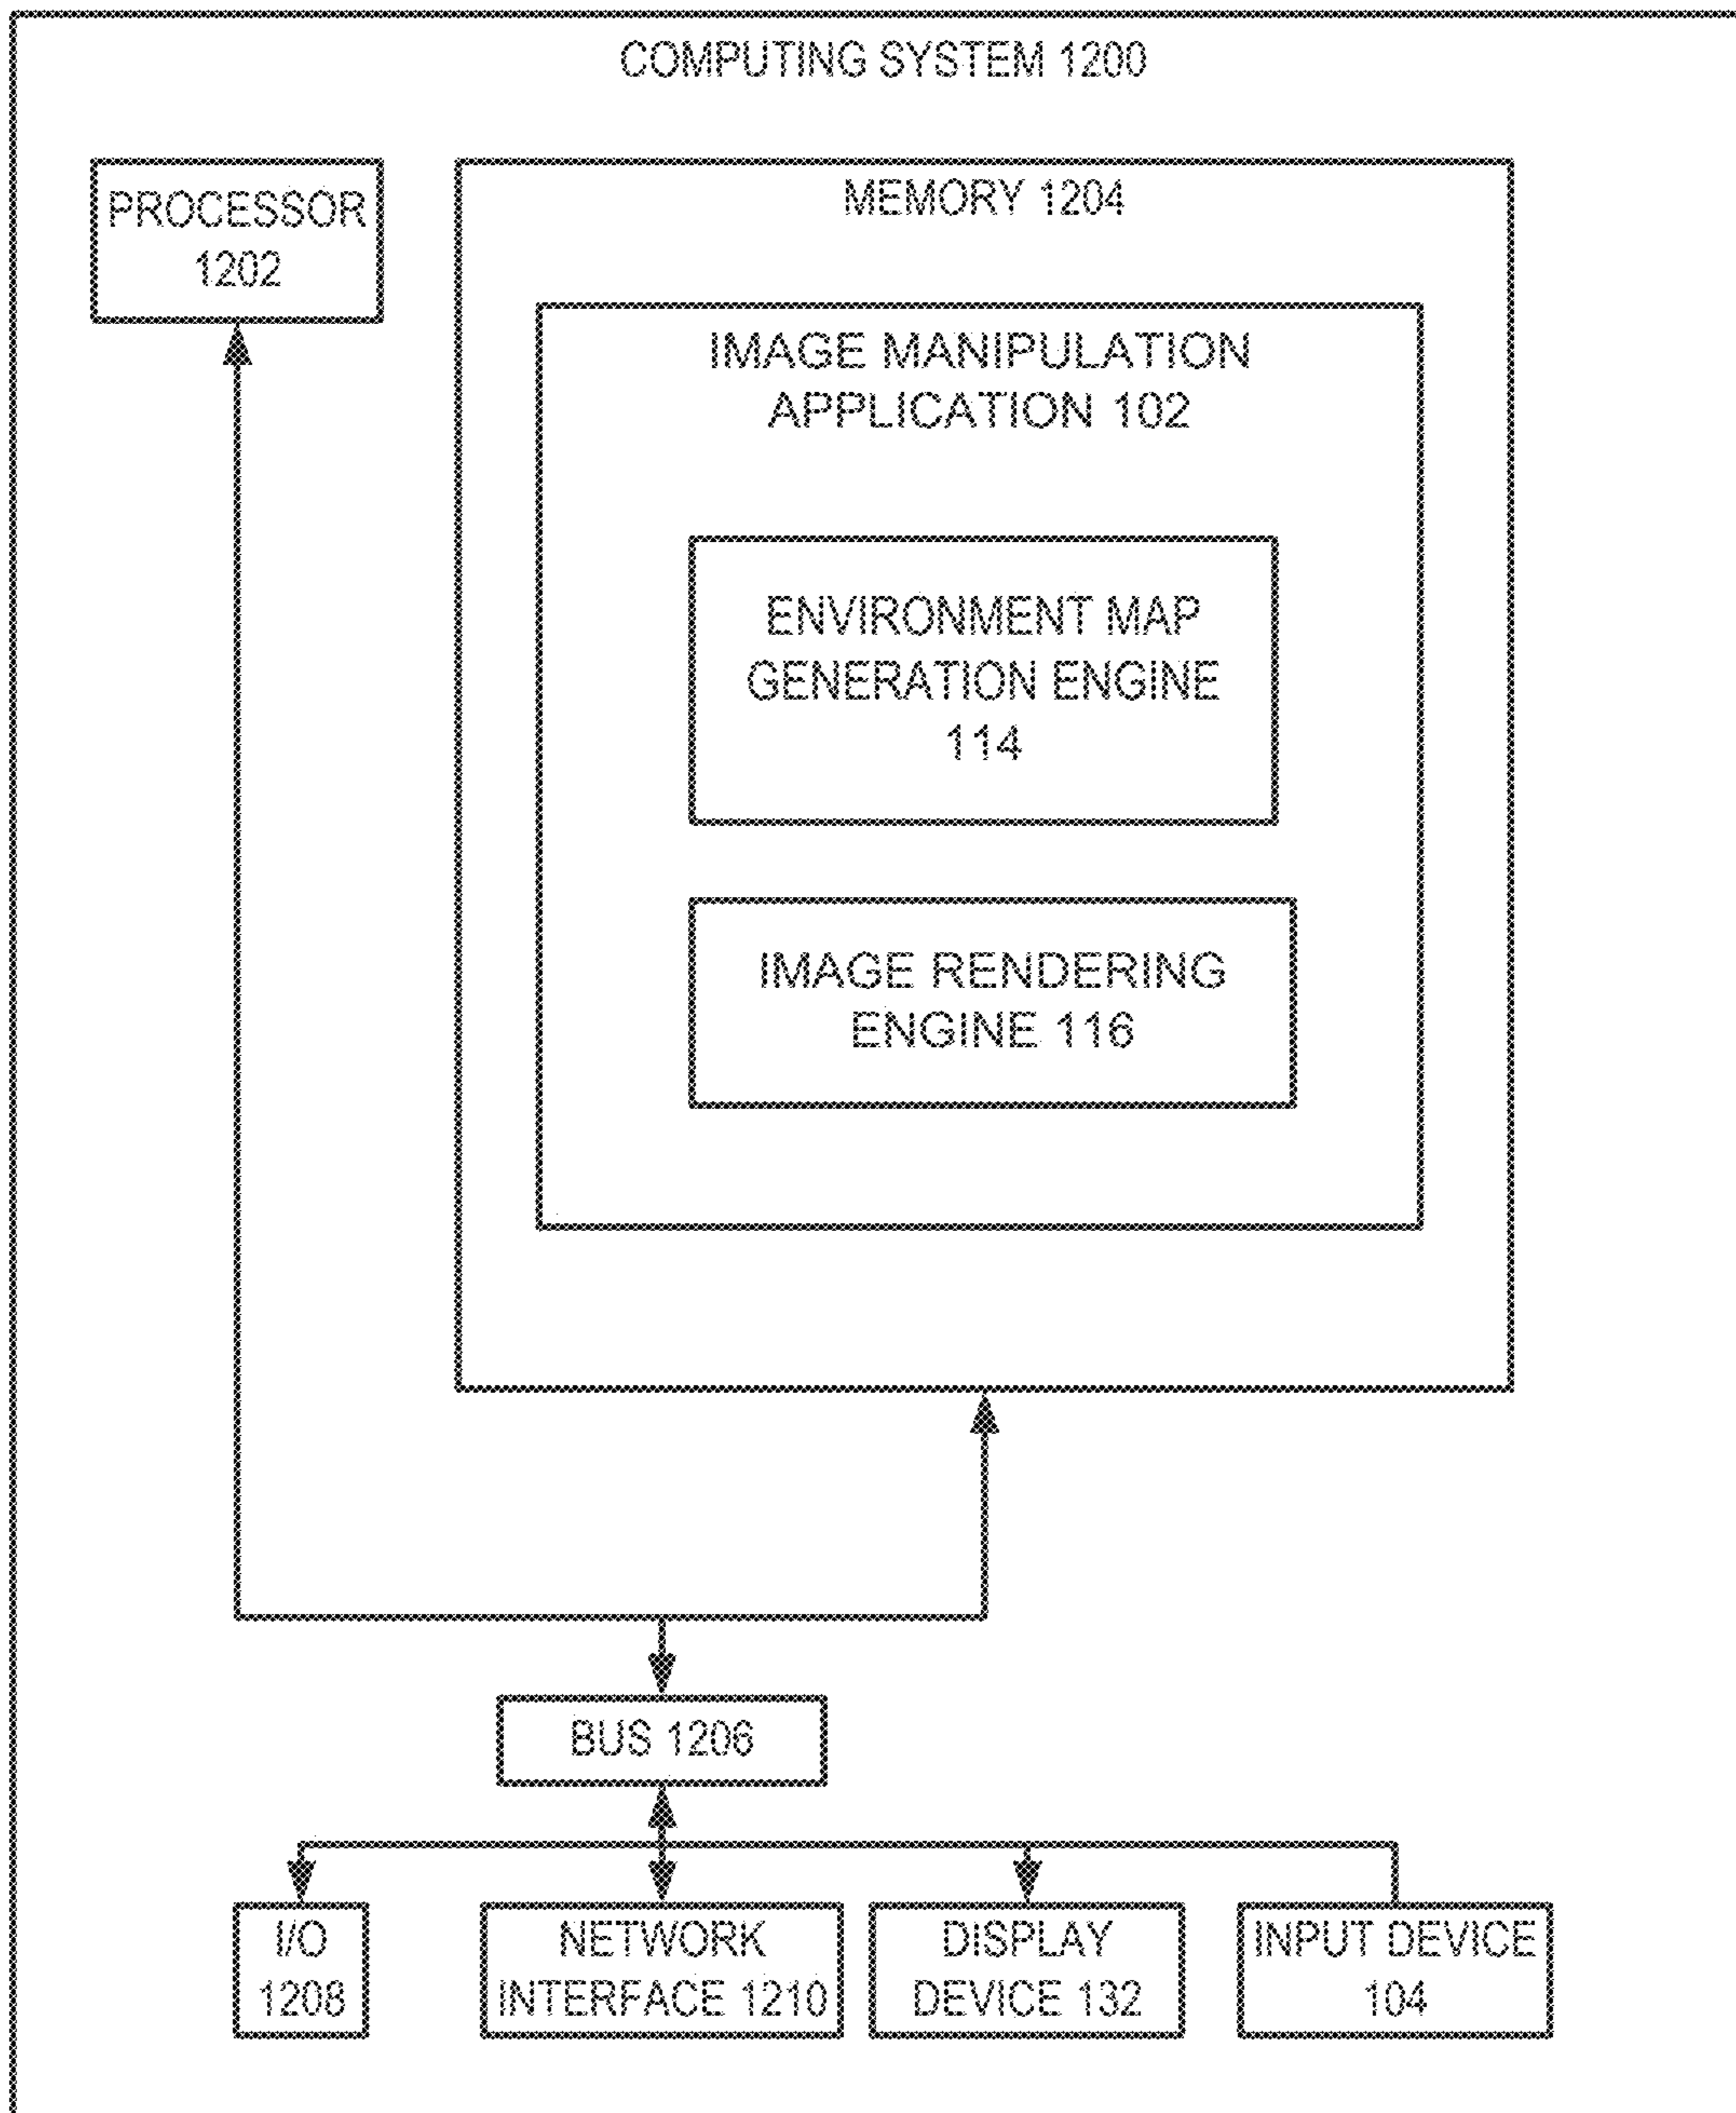 COMPUTING SYSTEM 1200
PROCESSOR
1202
MEMORY 1204
IMAGE MANIPULATION
APPLICATION 102
ENVIRONMENT MAP
GENERATION ENGINE
114
IMAGE RENDERING
ENGINE 116
BUS 1206
I/O
1208
NETWORK
INTERFACE 1210
DISPLAY
DEVICE 132
INPUT DEVICE
104